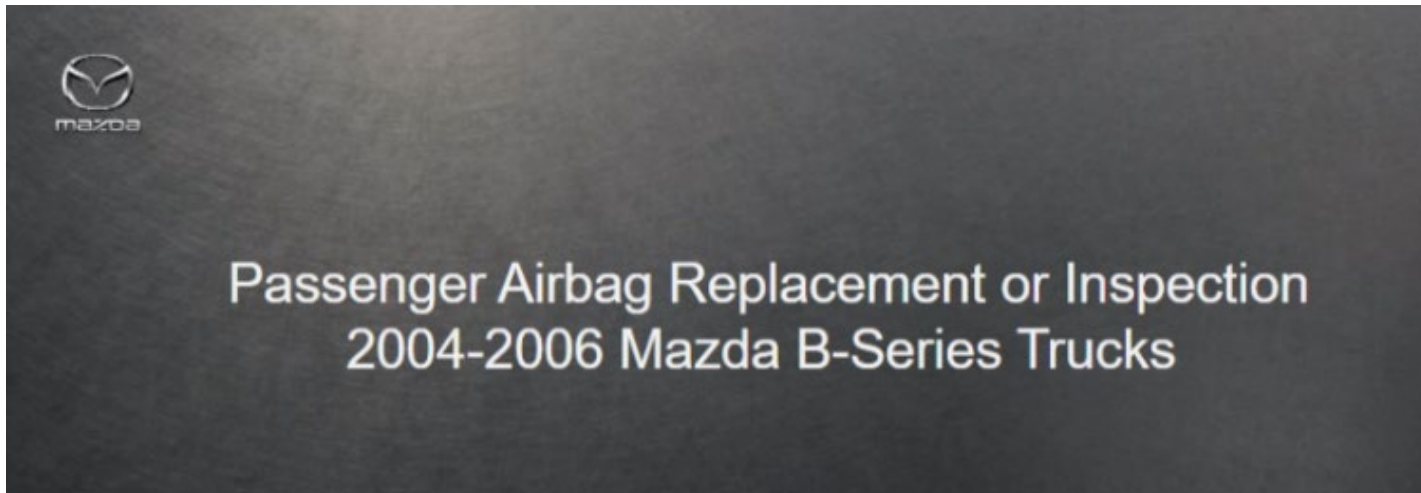 mazda
Passenger Airbag Replacement or Inspection
2004-2006 Mazda B-Series Trucks